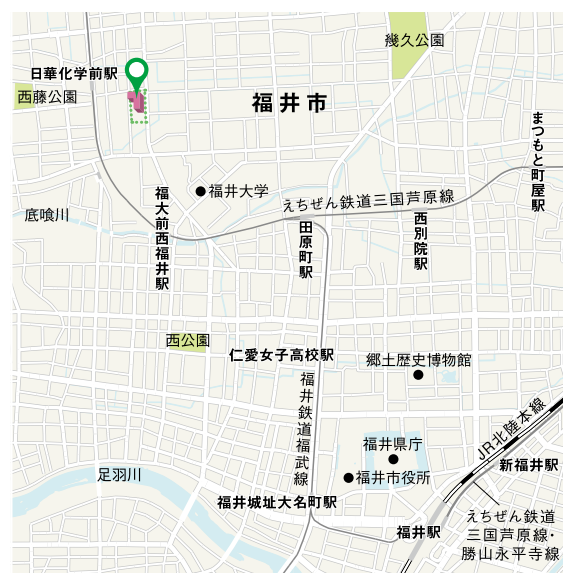 幾久公園
日華化学前駅
西藤公園
福井市
まつもと町屋駅
福井大学
えちぜん鉄道三国芦原線
福大前西福井駅
底喰川
西別院駅
田原町駅
西公園
仁愛女子高校駅
郷土歴史博物館
福井鉄道福武線
JR北陸本線
福井県庁
新福井駅
足羽川
福井市役所
福井城址大名町駅
えちぜん鉄道
三国芦原線・
勝山永平寺線
福井駅